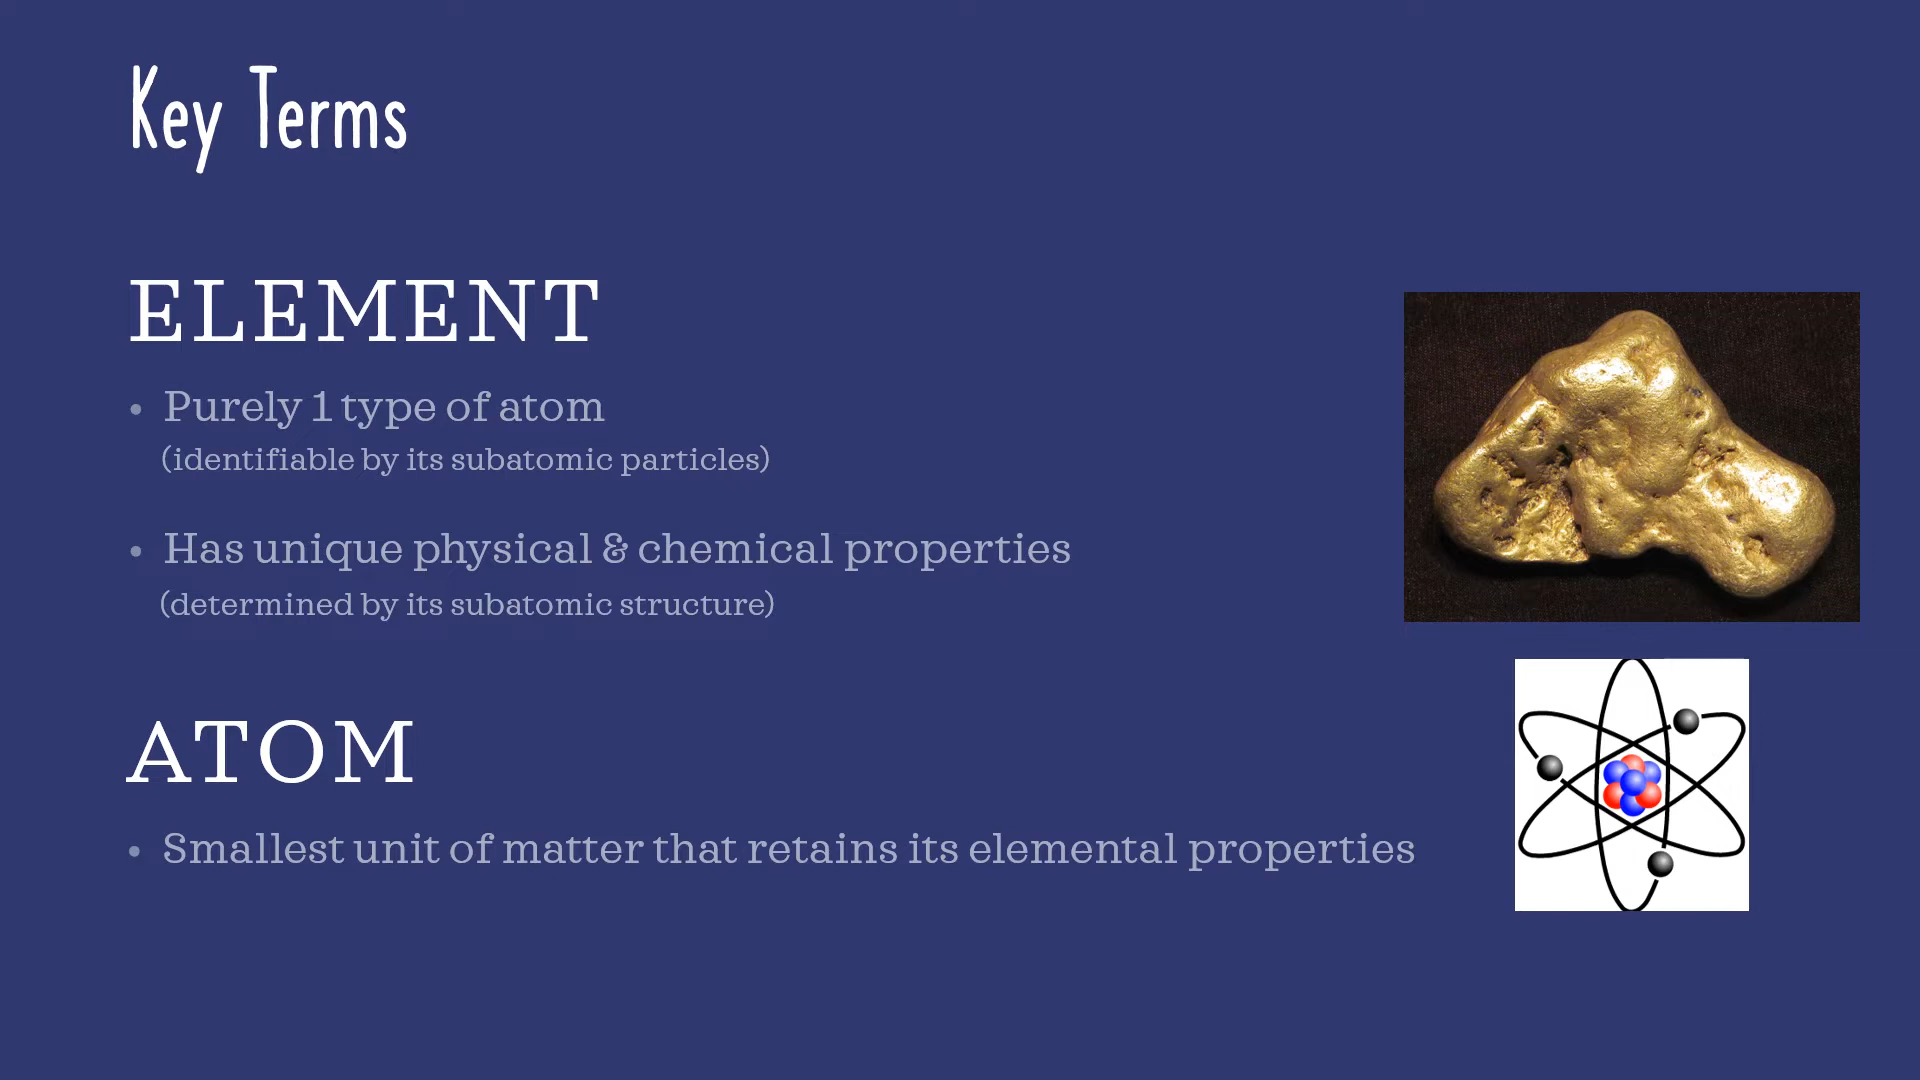 Key Terms
ELEMENT
• Purely 1 type of atom
(identifiable by its subatomic particles)
• Has unique physical & chemical properties
(determined by its subatomic structure)
ATOM
• Smallest unit of matter that retains its elemental properties